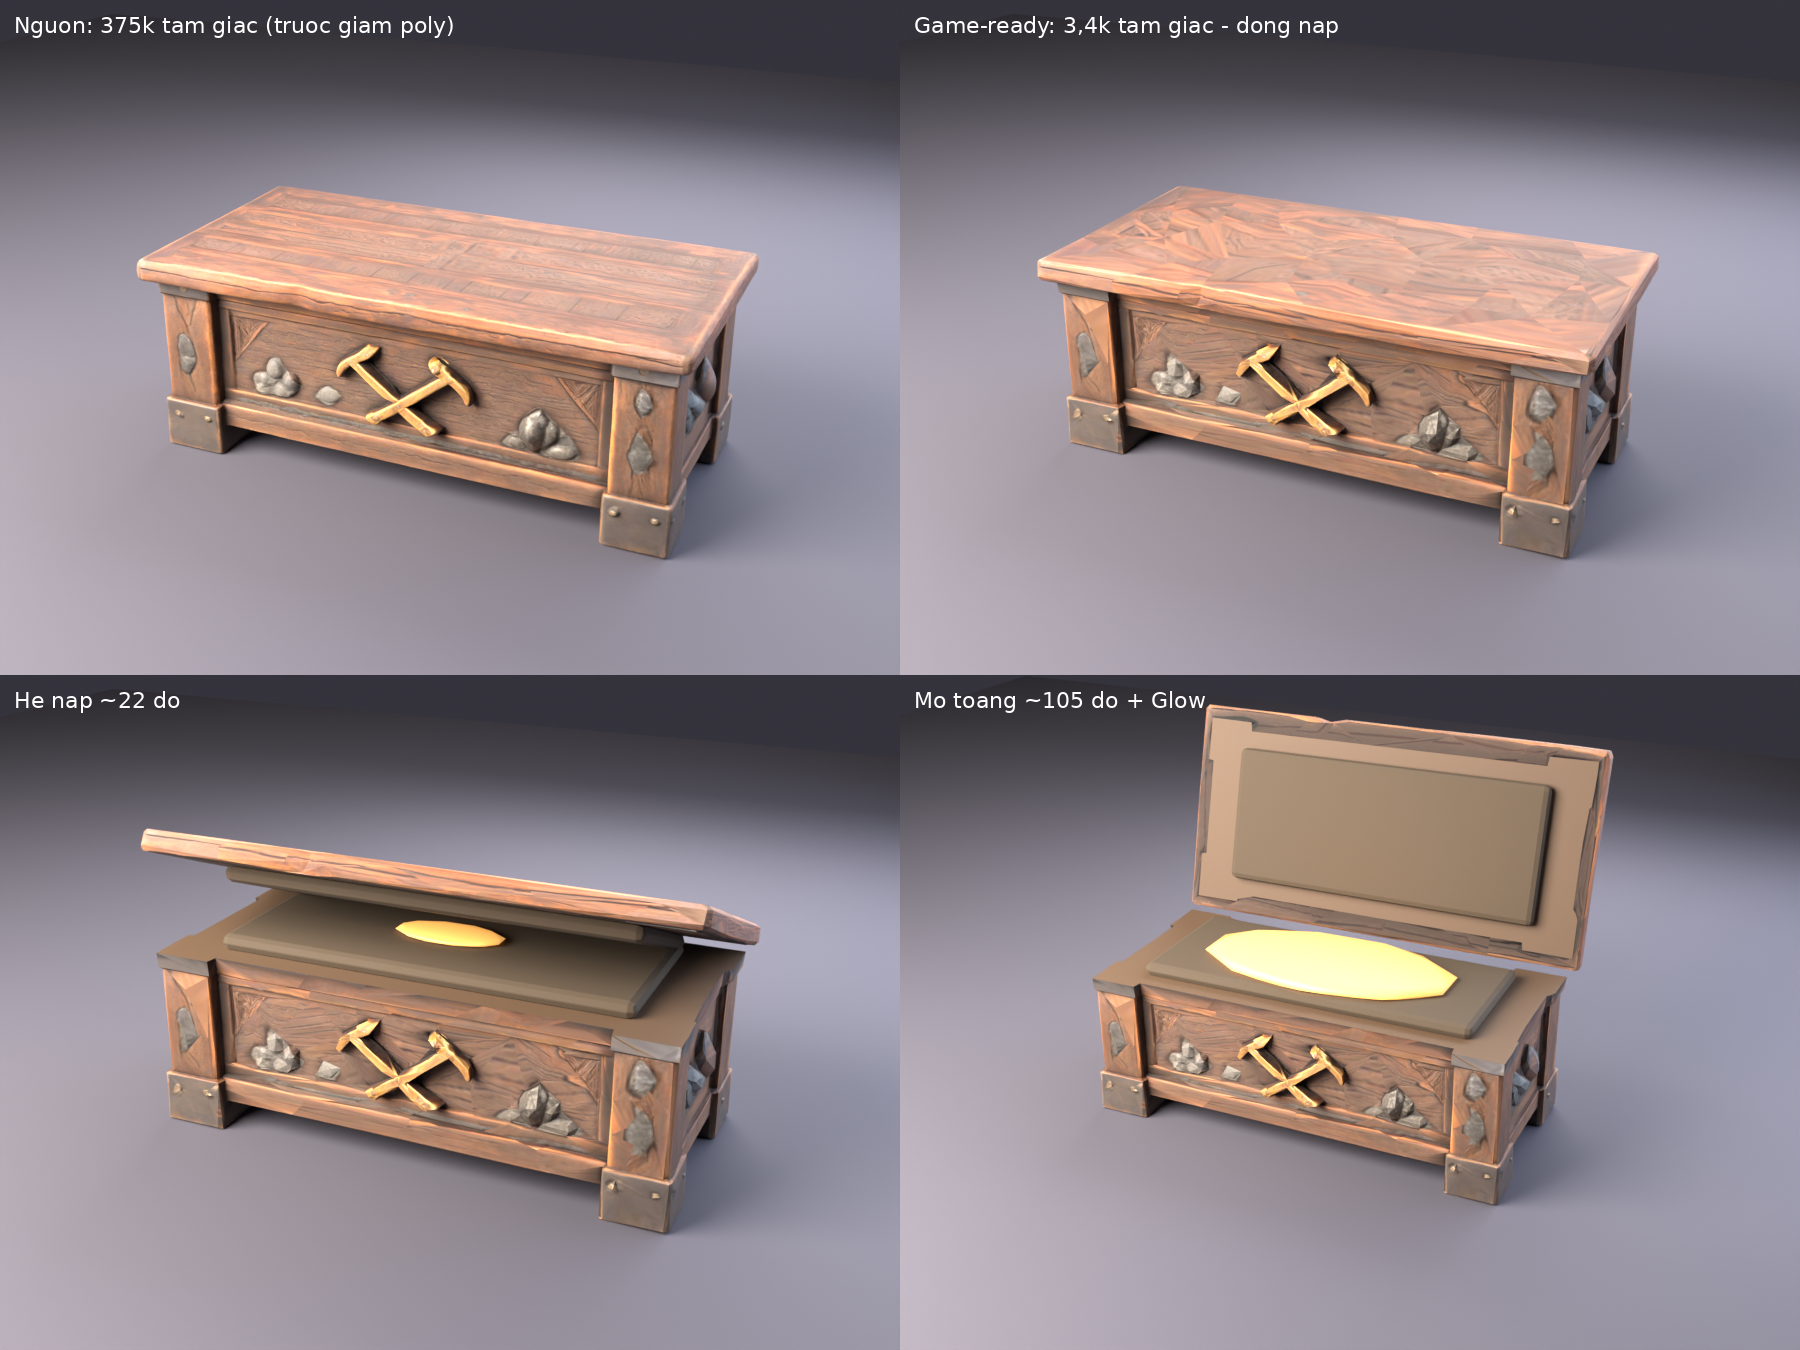 Nguon: 375k tam giac (truoc giam poly)
Game-ready: 3,4k tam giac - dong nap
He nap ~22 do
Mo toang ~105 do + Glow